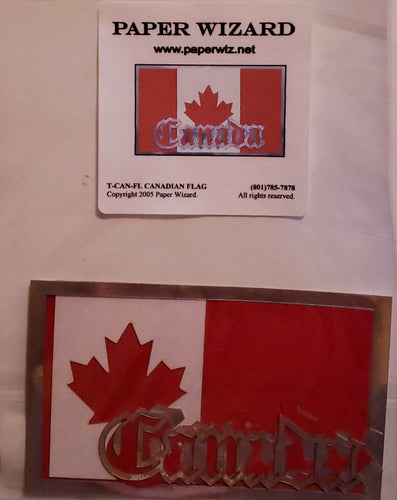 PAPER WIZARD
www.paperwiz.net
Canada
T-CAN-FL CANADIAN FLAG (801)785-7878
Copyright 2005 Paper Wizard. All rights reserved.
Canada